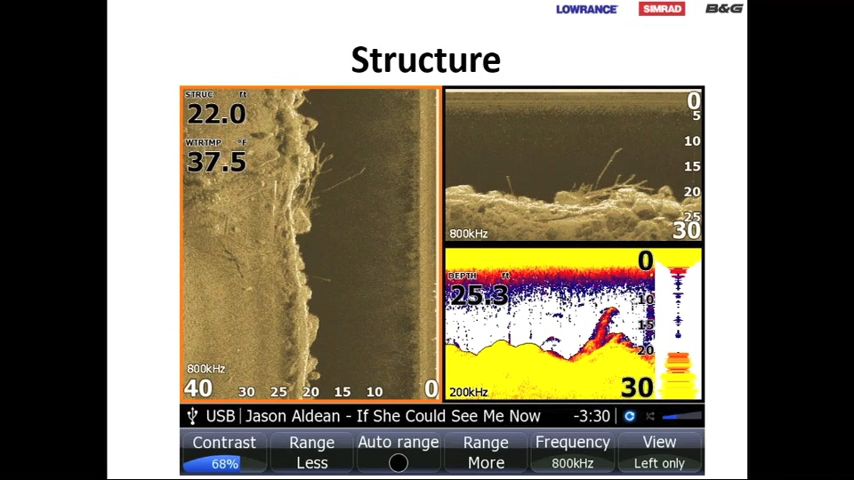 LOWRANCE SIMRAD B&G
Structure
STRUC ft
22.0
WTRTMP °F
37.5
800kHz
40 30 25 20 15 10 0
0
5
10
15
20
25
30
800kHz
DEPTH ft
25.3
0
10
15
20
30
200kHz
USB Jason Aldean - If She Could See Me Now -3:30
Contrast Range Auto range Range Frequency View
68% Less More 800kHz Left only